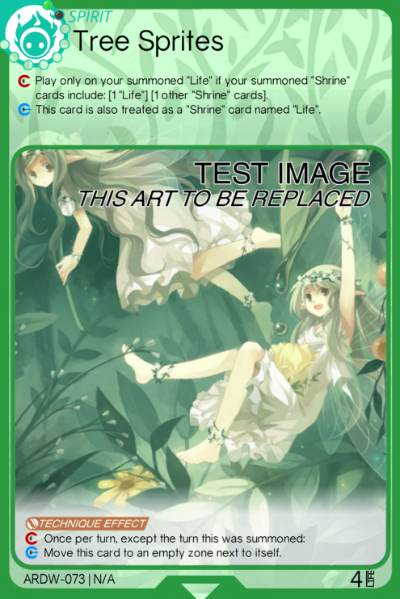 SPIRIT
Tree Sprites
C Play only on your summoned "Life" if your summoned "Shrine"
cards include: [1 "Life"] [1 other "Shrine" cards].
E This card is also treated as a "Shrine" card named "Life".
TEST IMAGE
THIS ART TO BE REPLACED
TECHNIQUE EFFECT
C Once per turn, except the turn this was summoned:
E Move this card to an empty zone next to itself.
ARDW-073 | N/A
4 LIFE